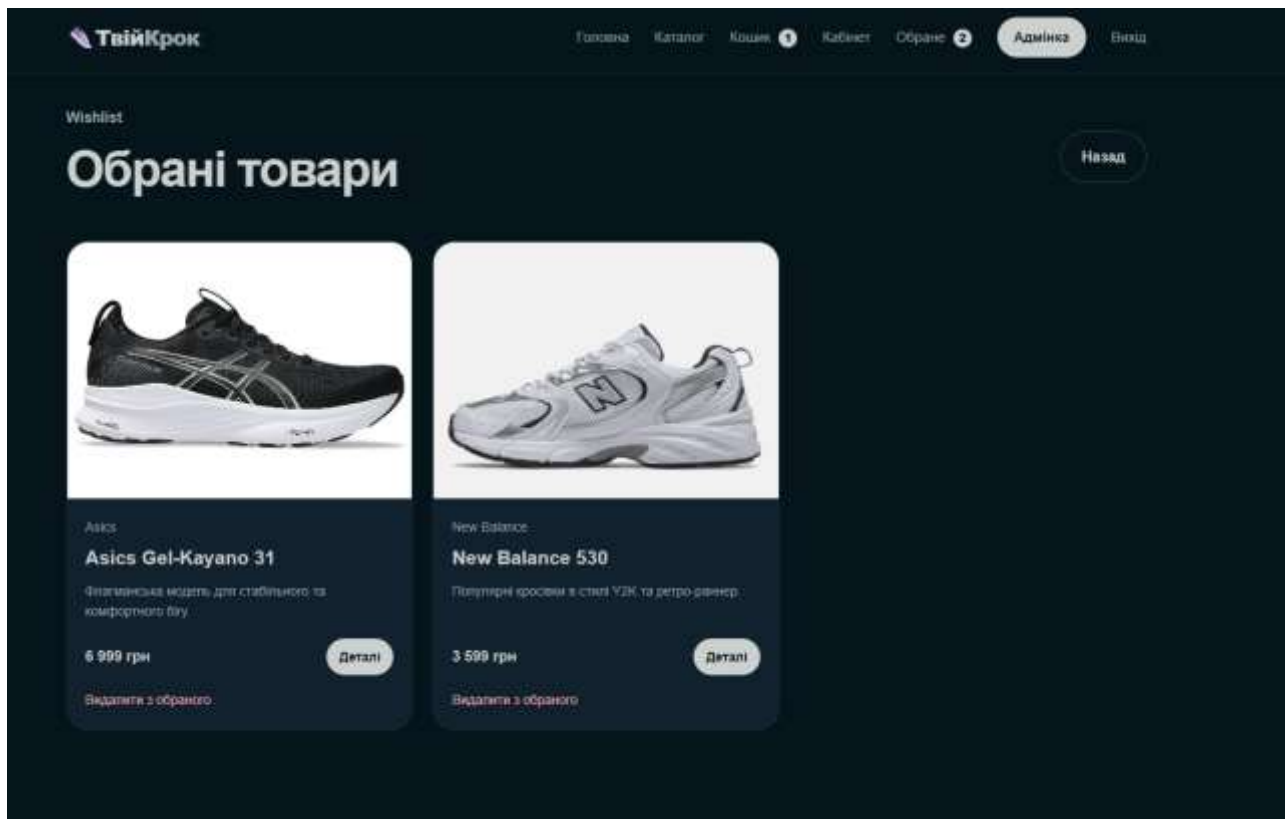 ТвійКрок
Головна Каталог Кошик 1 Кабінет Обране 2 Адмінка Вихід
Wishlist
Обрані товари
Назад
N
Asics
Asics Gel-Kayano 31
Флагманська модель для стабільного та
комфортного бігу
6 999 грн Деталі
Видалити з обраного
New Balance
New Balance 530
Популярні кросівки в стилі Y2K та ретро-раннер
3 599 грн Деталі
Видалити з обраного